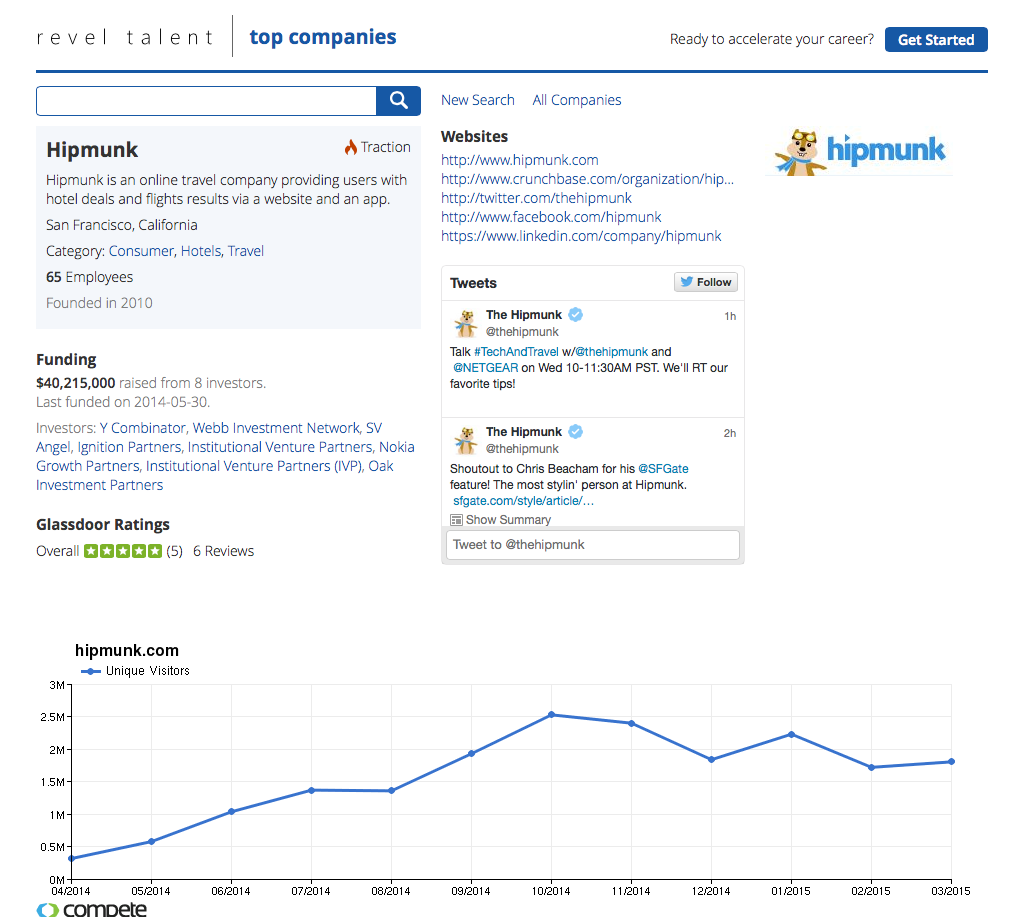 revel talent top companies
Ready to accelerate your career? Get Started
New Search All Companies
Hipmunk Traction
Hipmunk is an online travel company providing users with
hotel deals and flights results via a website and an app.
San Francisco, California
Category: Consumer, Hotels, Travel
65 Employees
Founded in 2010
Funding
$40,215,000 raised from 8 investors.
Last funded on 2014-05-30.
Investors: Y Combinator, Webb Investment Network, SV
Angel, Ignition Partners, Institutional Venture Partners, Nokia
Growth Partners, Institutional Venture Partners (IVP), Oak
Investment Partners
Glassdoor Ratings
Overall (5) 6 Reviews
Websites
http://www.hipmunk.com
http://www.crunchbase.com/organization/hip...
http://twitter.com/thehipmunk
http://www.facebook.com/hipmunk
https://www.linkedin.com/company/hipmunk
hipmunk
Tweets Follow
The Hipmunk 1h
@thehipmunk
Talk #TechAndTravel w/@thehipmunk and
@NETGEAR on Wed 10-11:30AM PST. We'll RT our
favorite tips!
The Hipmunk 2h
@thehipmunk
Shoutout to Chris Beacham for his @SFGate
feature! The most stylin' person at Hipmunk.
sfgate.com/style/article/...
Show Summary
Tweet to @thehipmunk
hipmunk.com
Unique Visitors
3M
2.5M
2M
1.5M
1M
0.5M
0M
04/2014 05/2014 06/2014 07/2014 08/2014 09/2014 10/2014 11/2014 12/2014 01/2015 02/2015 03/2015
compete